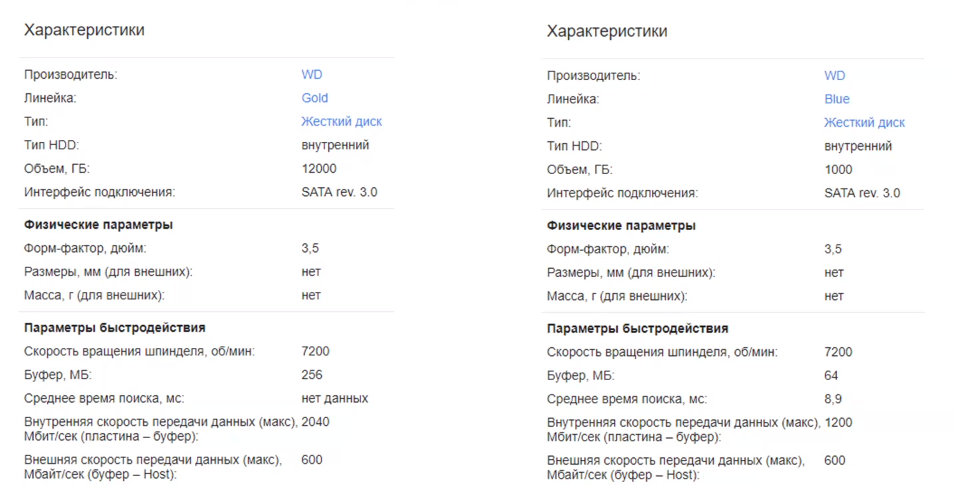 Характеристики
Производитель: WD
Линейка: Gold
Тип: Жесткий диск
Тип HDD: внутренний
Объем, ГБ: 12000
Интерфейс подключения: SATA rev. 3.0
Физические параметры
Форм-фактор, дюйм: 3,5
Размеры, мм (для внешних): нет
Масса, г (для внешних): нет
Параметры быстродействия
Скорость вращения шпинделя, об/мин: 7200
Буфер, МБ: 256
Среднее время поиска, мс: нет данных
Внутренняя скорость передачи данных (макс), 2040
Мбит/сек (пластина – буфер):
Внешняя скорость передачи данных (макс), 600
Мбайт/сек (буфер – Host):
Характеристики
Производитель: WD
Линейка: Blue
Тип: Жесткий диск
Тип HDD: внутренний
Объем, ГБ: 1000
Интерфейс подключения: SATA rev. 3.0
Физические параметры
Форм-фактор, дюйм: 3,5
Размеры, мм (для внешних): нет
Масса, г (для внешних): нет
Параметры быстродействия
Скорость вращения шпинделя, об/мин: 7200
Буфер, МБ: 64
Среднее время поиска, мс: 8,9
Внутренняя скорость передачи данных (макс), 1200
Мбит/сек (пластина – буфер):
Внешняя скорость передачи данных (макс), 600
Мбайт/сек (буфер – Host):